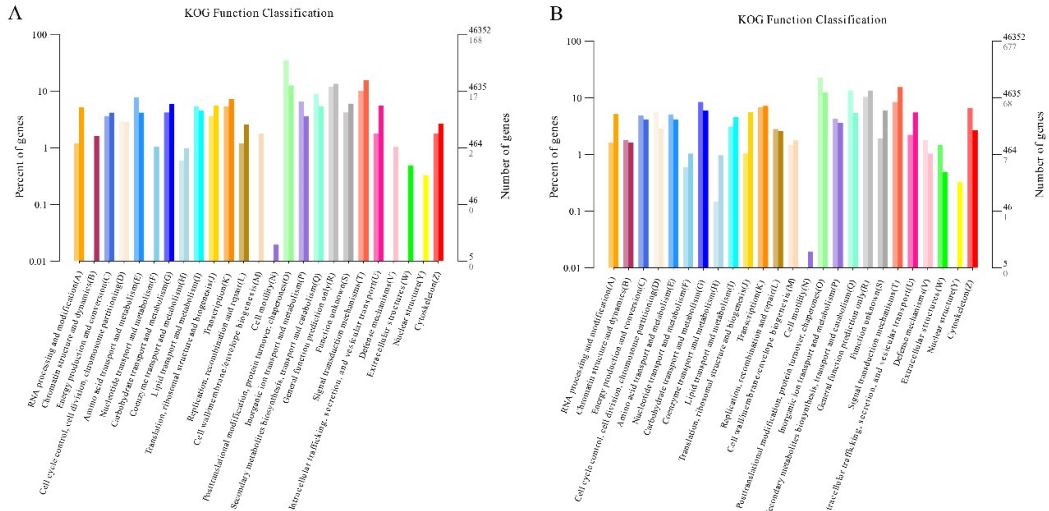 A
KOG Function Classification
Percent of genes
100
10
1
0.1
0.01
46352
168
4635
17
464
2
46
0
5
0
Number of genes
RNA processing and modification(A)
Chromatin structure and dynamics(B)
Energy production and conversion(C)
Cell cycle control, cell division, chromosome partitioning(D)
Amino acid transport and metabolism(E)
Nucleotide transport and metabolism(F)
Carbohydrate transport and metabolism(G)
Coenzyme transport and metabolism(H)
Lipid transport and metabolism(I)
Translation, ribosomal structure and biogenesis(J)
Transcription(K)
Replication, recombination and repair(L)
Cell wall/membrane/envelope biogenesis(M)
Cell motility(N)
Posttranslational modification, protein turnover, chaperones(O)
Inorganic ion transport and metabolism(P)
Secondary metabolites biosynthesis, transport and catabolism(Q)
General function prediction only(R)
Function unknown(S)
Signal transduction mechanisms(T)
Intracellular trafficking, secretion, and vesicular transport(U)
Defense mechanisms(V)
Extracellular structures(W)
Nuclear structure(Y)
Cytoskeleton(Z)
B
KOG Function Classification
Percent of genes
100
10
1
0.1
0.01
46352
677
4635
68
464
7
46
1
5
0
Number of genes
RNA processing and modification(A)
Chromatin structure and dynamics(B)
Energy production and conversion(C)
Cell cycle control, cell division, chromosome partitioning(D)
Amino acid transport and metabolism(E)
Nucleotide transport and metabolism(F)
Carbohydrate transport and metabolism(G)
Coenzyme transport and metabolism(H)
Lipid transport and metabolism(I)
Translation, ribosomal structure and biogenesis(J)
Transcription(K)
Replication, recombination and repair(L)
Cell wall/membrane/envelope biogenesis(M)
Cell motility(N)
Posttranslational modification, protein turnover, chaperones(O)
Inorganic ion transport and metabolism(P)
Secondary metabolites biosynthesis, transport and catabolism(Q)
General function prediction only(R)
Function unknown(S)
Signal transduction mechanisms(T)
tracellular trafficking, secretion, and vesicular transport(U)
Defense mechanisms(V)
Extracellular structures(W)
Nuclear structure(Y)
Cytoskeleton(Z)